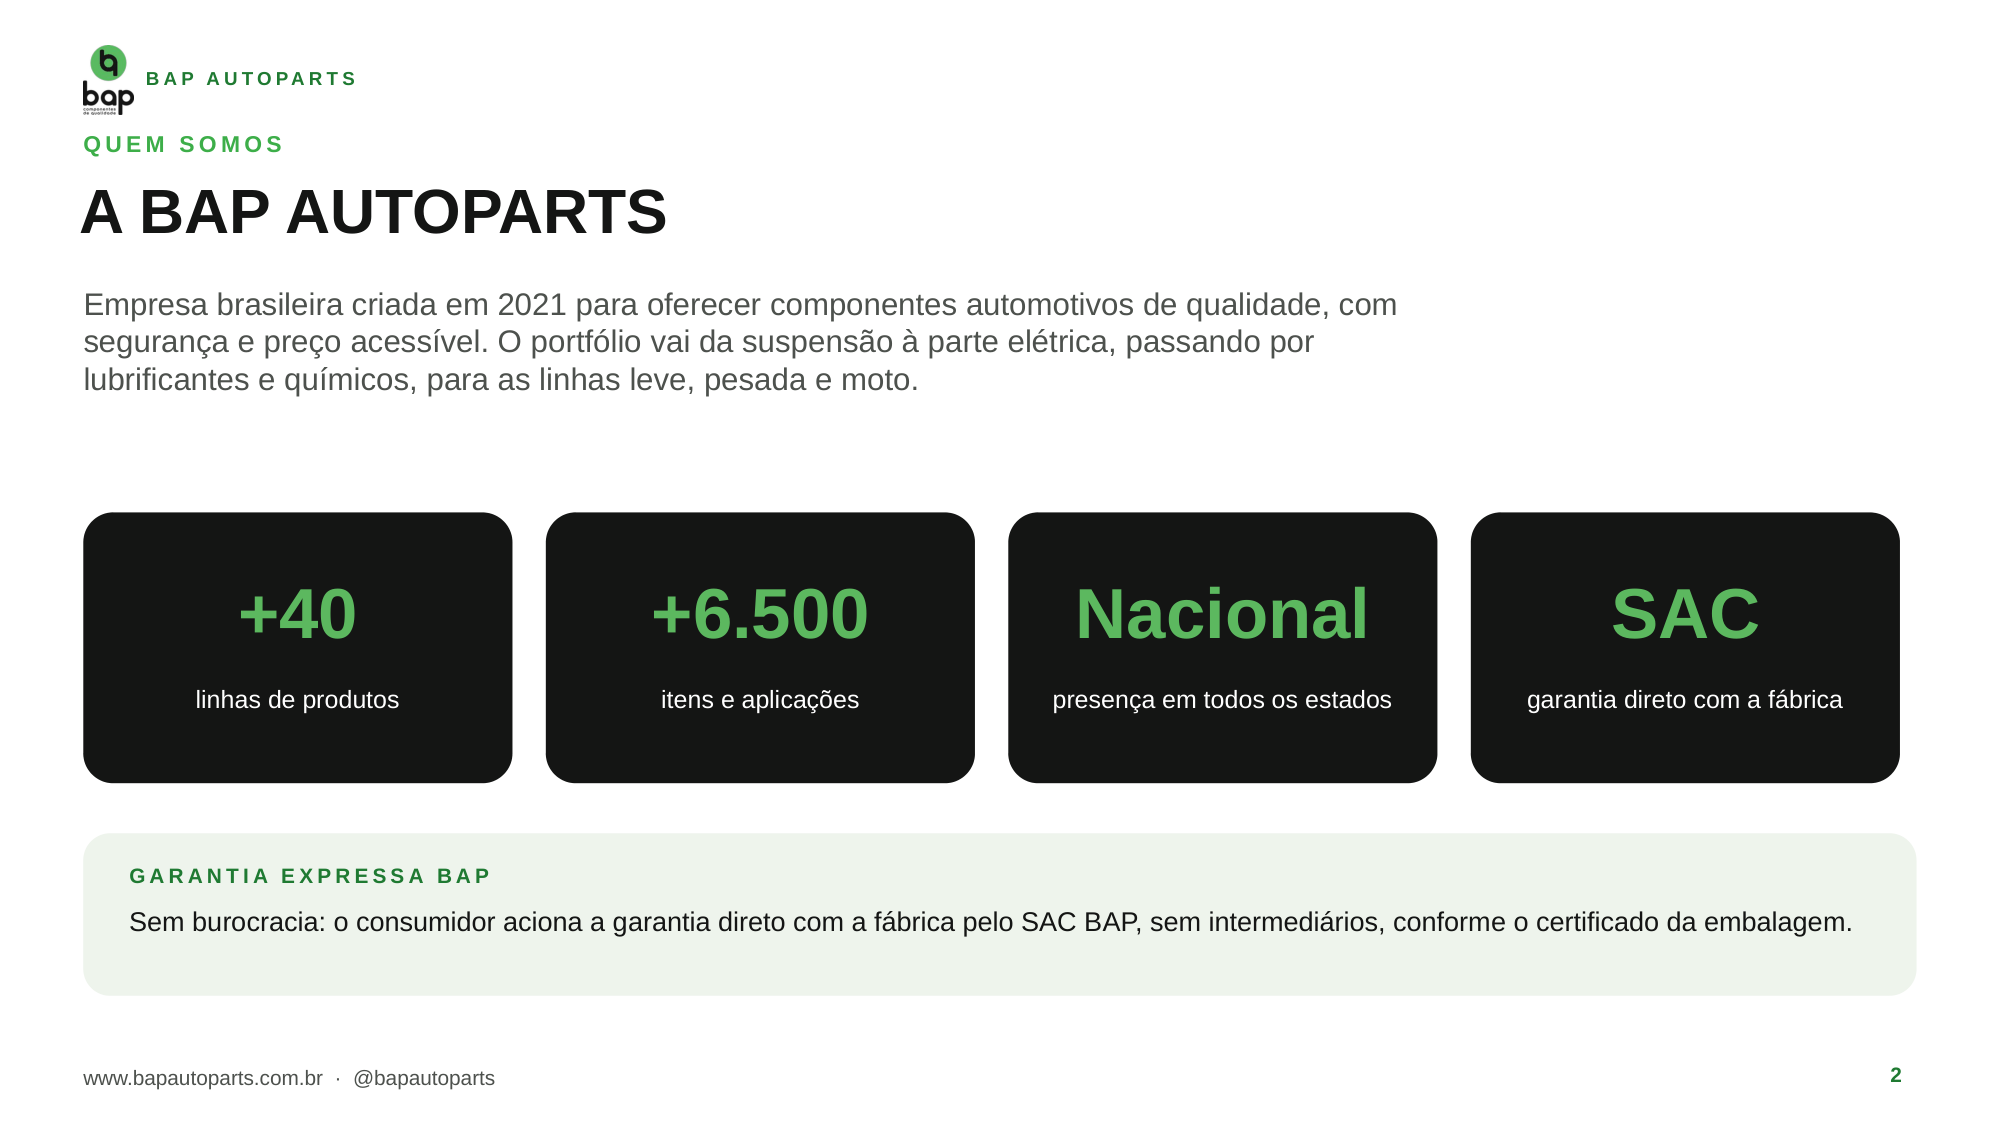 bap
componentes
de qualidade
BAP AUTOPARTS
QUEM SOMOS
A BAP AUTOPARTS
Empresa brasileira criada em 2021 para oferecer componentes automotivos de qualidade, com
segurança e preço acessível. O portfólio vai da suspensão à parte elétrica, passando por
lubrificantes e químicos, para as linhas leve, pesada e moto.
+40
linhas de produtos
+6.500
itens e aplicações
Nacional
presença em todos os estados
SAC
garantia direto com a fábrica
GARANTIA EXPRESSA BAP
Sem burocracia: o consumidor aciona a garantia direto com a fábrica pelo SAC BAP, sem intermediários, conforme o certificado da embalagem.
www.bapautoparts.com.br · @bapautoparts
2